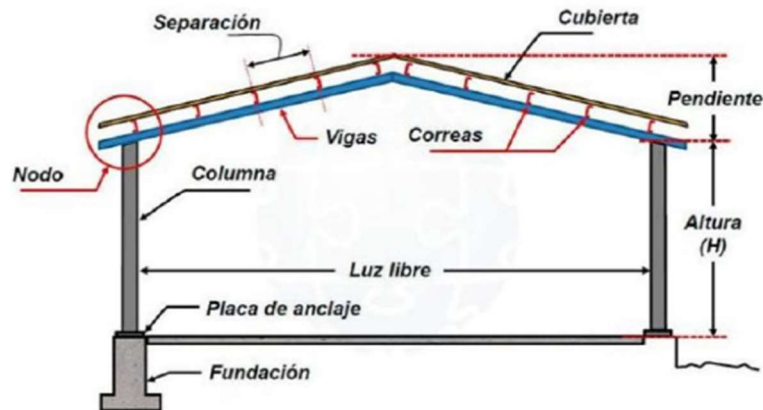 Separación
Cubierta
Pendiente
Vigas
Correas
Nodo
Columna
Altura
(H)
Luz libre
Placa de anclaje
Fundación